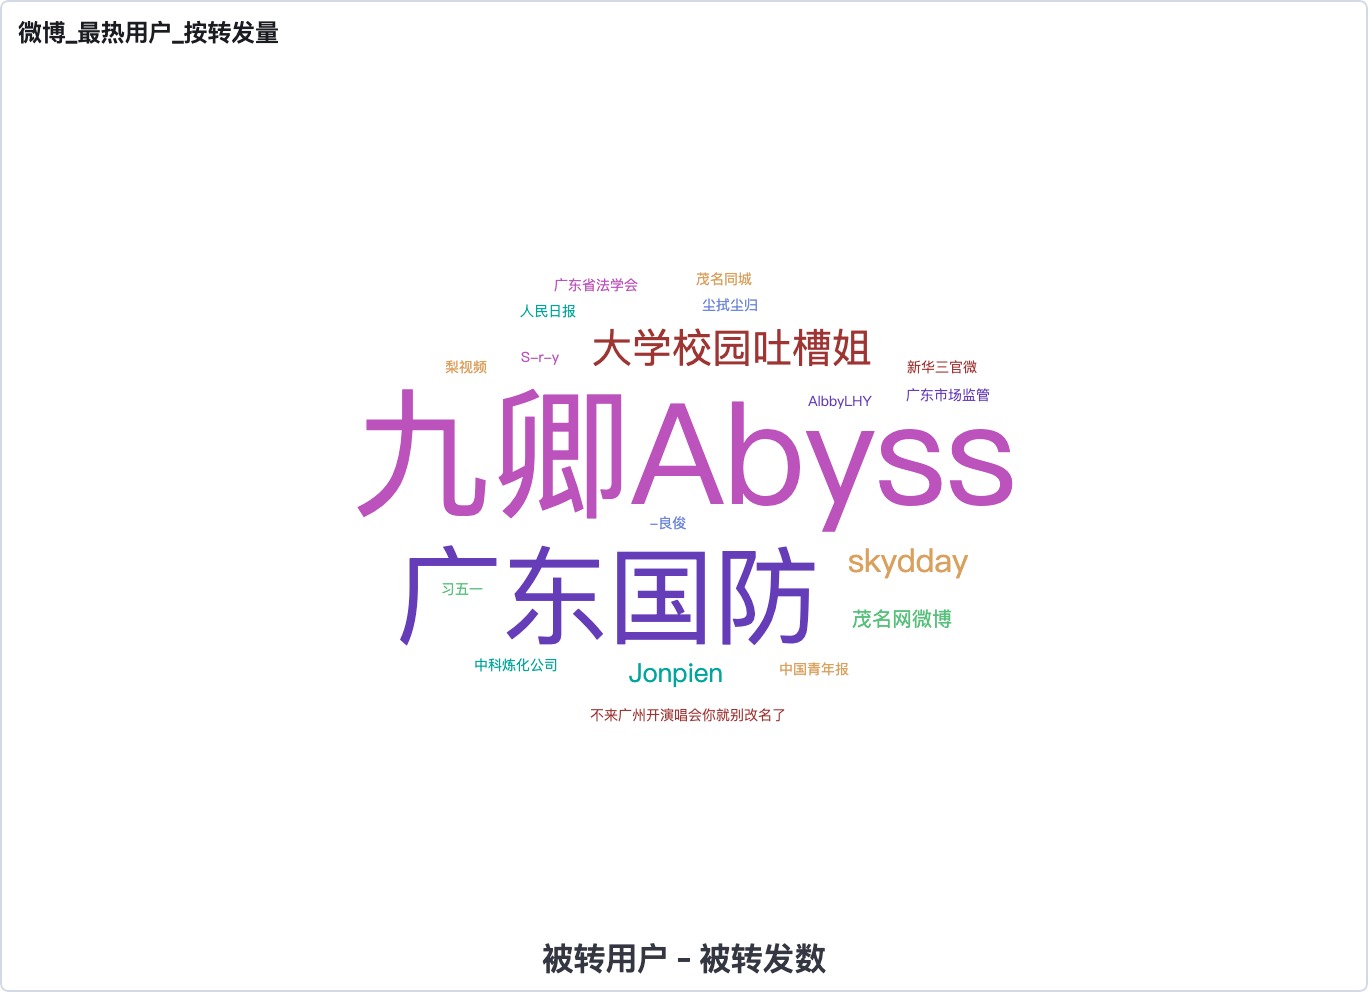 微博_最热用户_按转发量
茂名同城
广东省法学会
尘拭尘归
人民日报
大学校园吐槽姐
S-r-y
梨视频
新华三官微
广东市场监管
AlbbyLHY
九卿Abyss
-良俊
skydday
广东国防
习五一
茂名网微博
中科炼化公司
Jonpien
中国青年报
不来广州开演唱会你就别改名了
被转用户 - 被转发数